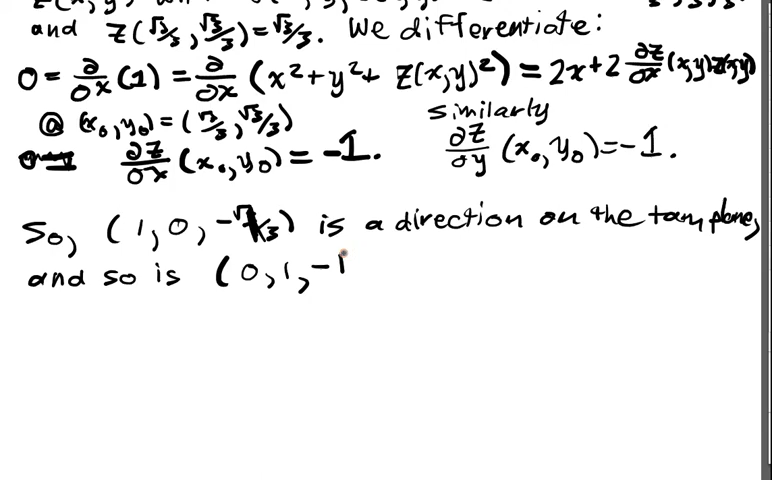 and z(√3/3, √3/3) = √3/3. We differentiate:
0 = ∂/∂x (1) = ∂/∂x (x² + y² + z(x,y)²) = 2x + 2 ∂z/∂x (x,y) z(x,y)
@ (x₀, y₀) = (√3/3, √3/3) similarly
∂z/∂x (x₀, y₀) = -1. ∂z/∂y (x₀, y₀) = -1.
So, (1, 0, -√ /3) is a direction on the tan plane,
and so is (0, 1, -1